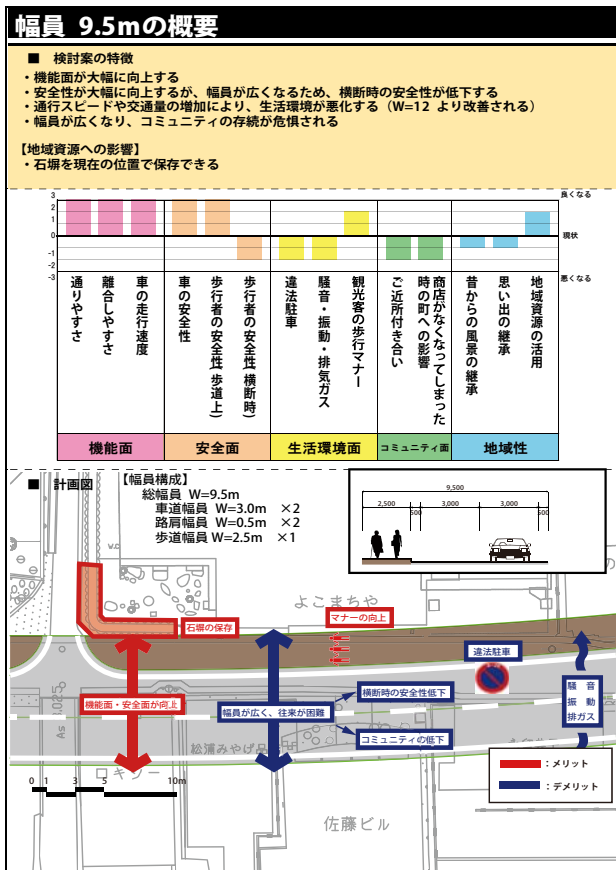 幅員 9.5mの概要
■ 検討案の特徴
・機能面が大幅に向上する
・安全性が大幅に向上するが、幅員が広くなるため、横断時の安全性が低下する
・通行スピードや交通量の増加により、生活環境が悪化する（W=12 より改善される）
・幅員が広くなり、コミュニティの存続が危惧される
【地域資源への影響】
・石塀を現在の位置で保存できる
3
2
1
0
-1
-2
-3
良くなる
現状
悪くなる
通りやすさ
離合しやすさ
車の走行速度
車の安全性
歩行者の安全性(歩道上)
歩行者の安全性(横断時)
違法駐車
騒音・振動・排気ガス
観光客の歩行マナー
ご近所付き合い
商店がなくなってしまった
時の町への影響
昔からの風景の継承
思い出の継承
地域資源の活用
機能面
安全面
生活環境面
コミュニティ面
地域性
■ 計画図
【幅員構成】
総幅員 W=9.5m
車道幅員 W=3.0m ×2
路肩幅員 W=0.5m ×2
歩道幅員 W=2.5m ×1
9,500
2,500
500
3,000
3,000
500
W.C
よこまちや
石塀の保存
マナーの向上
違法駐車
機能面・安全面が向上
幅員が広く、往来が困難
横断時の安全性低下
コミュニティの低下
騒音
振動
排ガス
As
松浦みやげ品
0 1 3 5 10m
佐藤ビル
：メリット
：デメリット